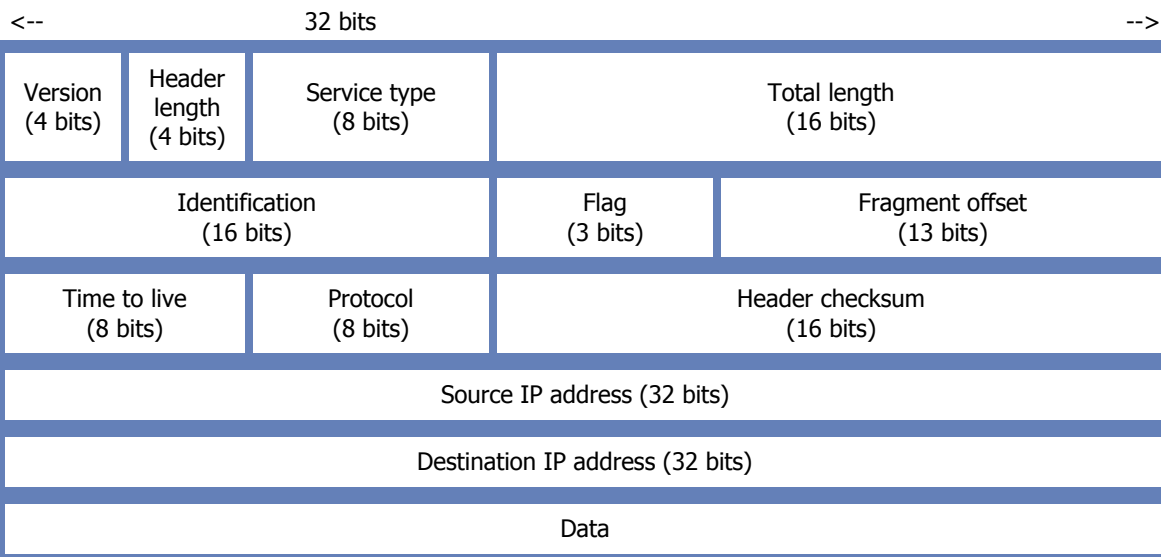 <-- 32 bits -->
Version
(4 bits)
Header
length
(4 bits)
Service type
(8 bits)
Total length
(16 bits)
Identification
(16 bits)
Flag
(3 bits)
Fragment offset
(13 bits)
Time to live
(8 bits)
Protocol
(8 bits)
Header checksum
(16 bits)
Source IP address (32 bits)
Destination IP address (32 bits)
Data